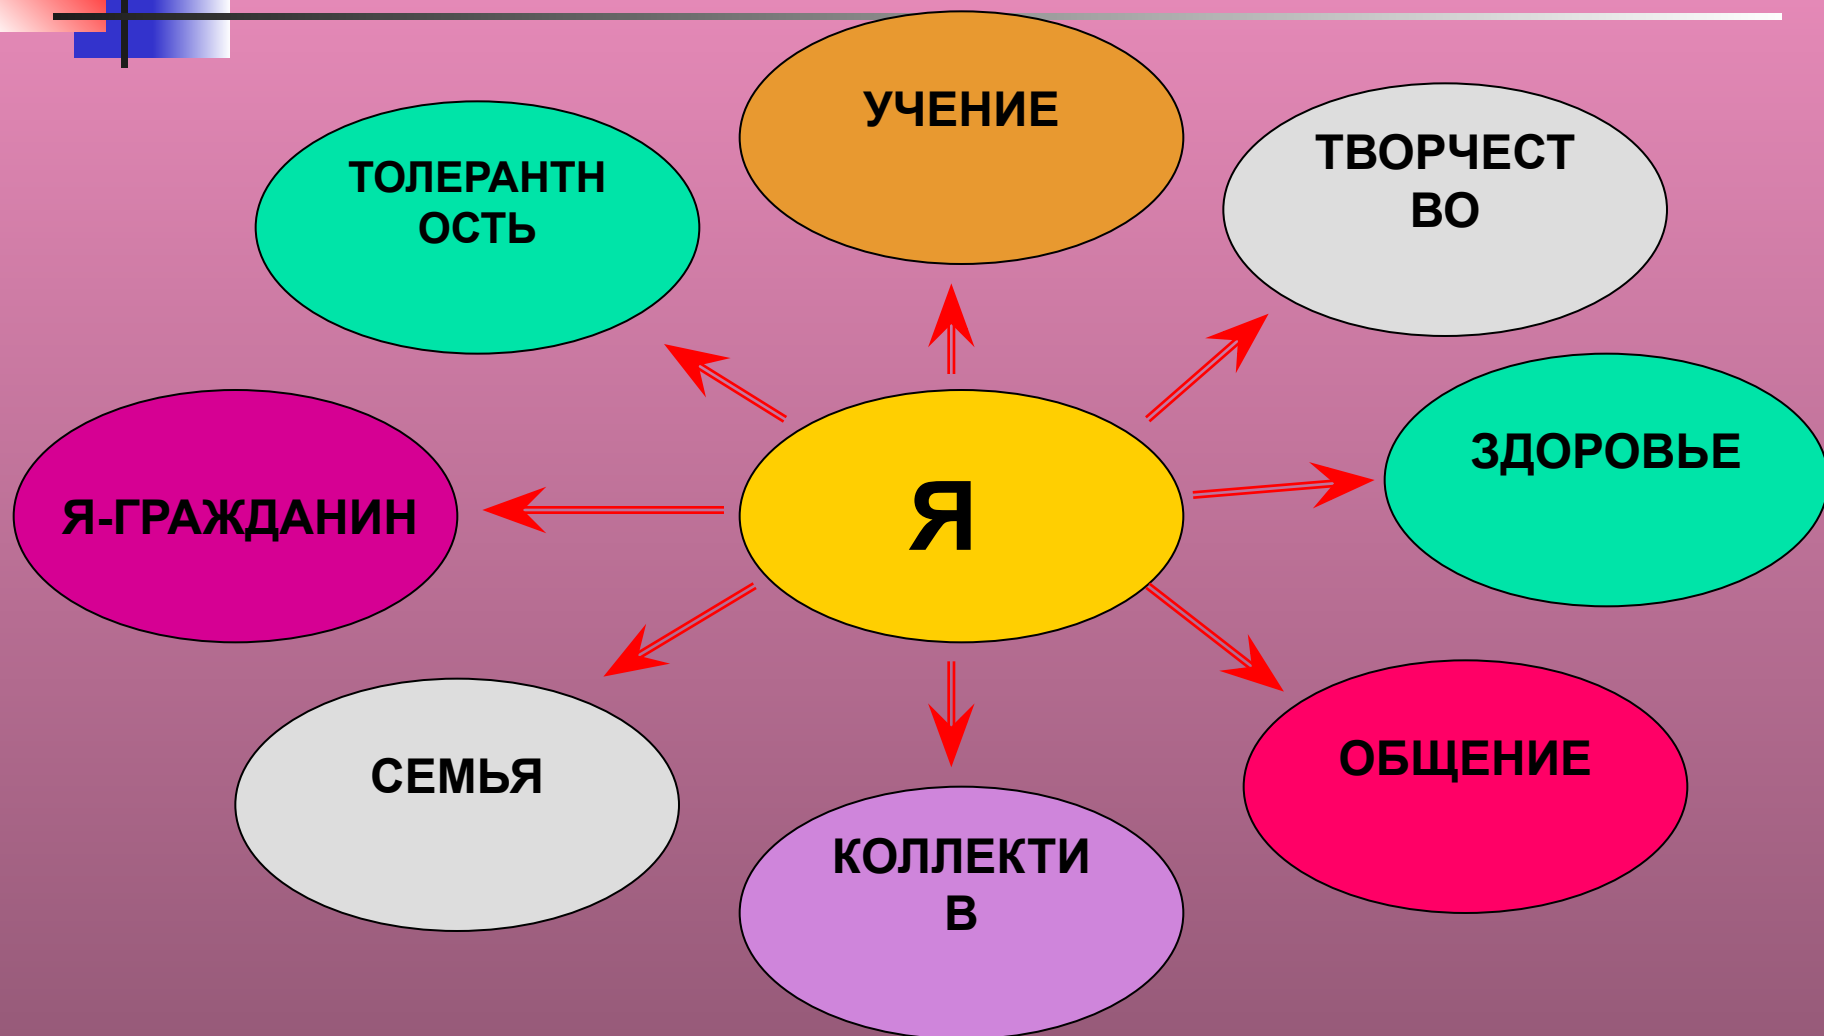 УЧЕНИЕ
ТВОРЧЕСТ
ВО
ТОЛЕРАНТН
ОСТЬ
ЗДОРОВЬЕ
Я-ГРАЖДАНИН
Я
СЕМЬЯ
ОБЩЕНИЕ
КОЛЛЕКТИ
В